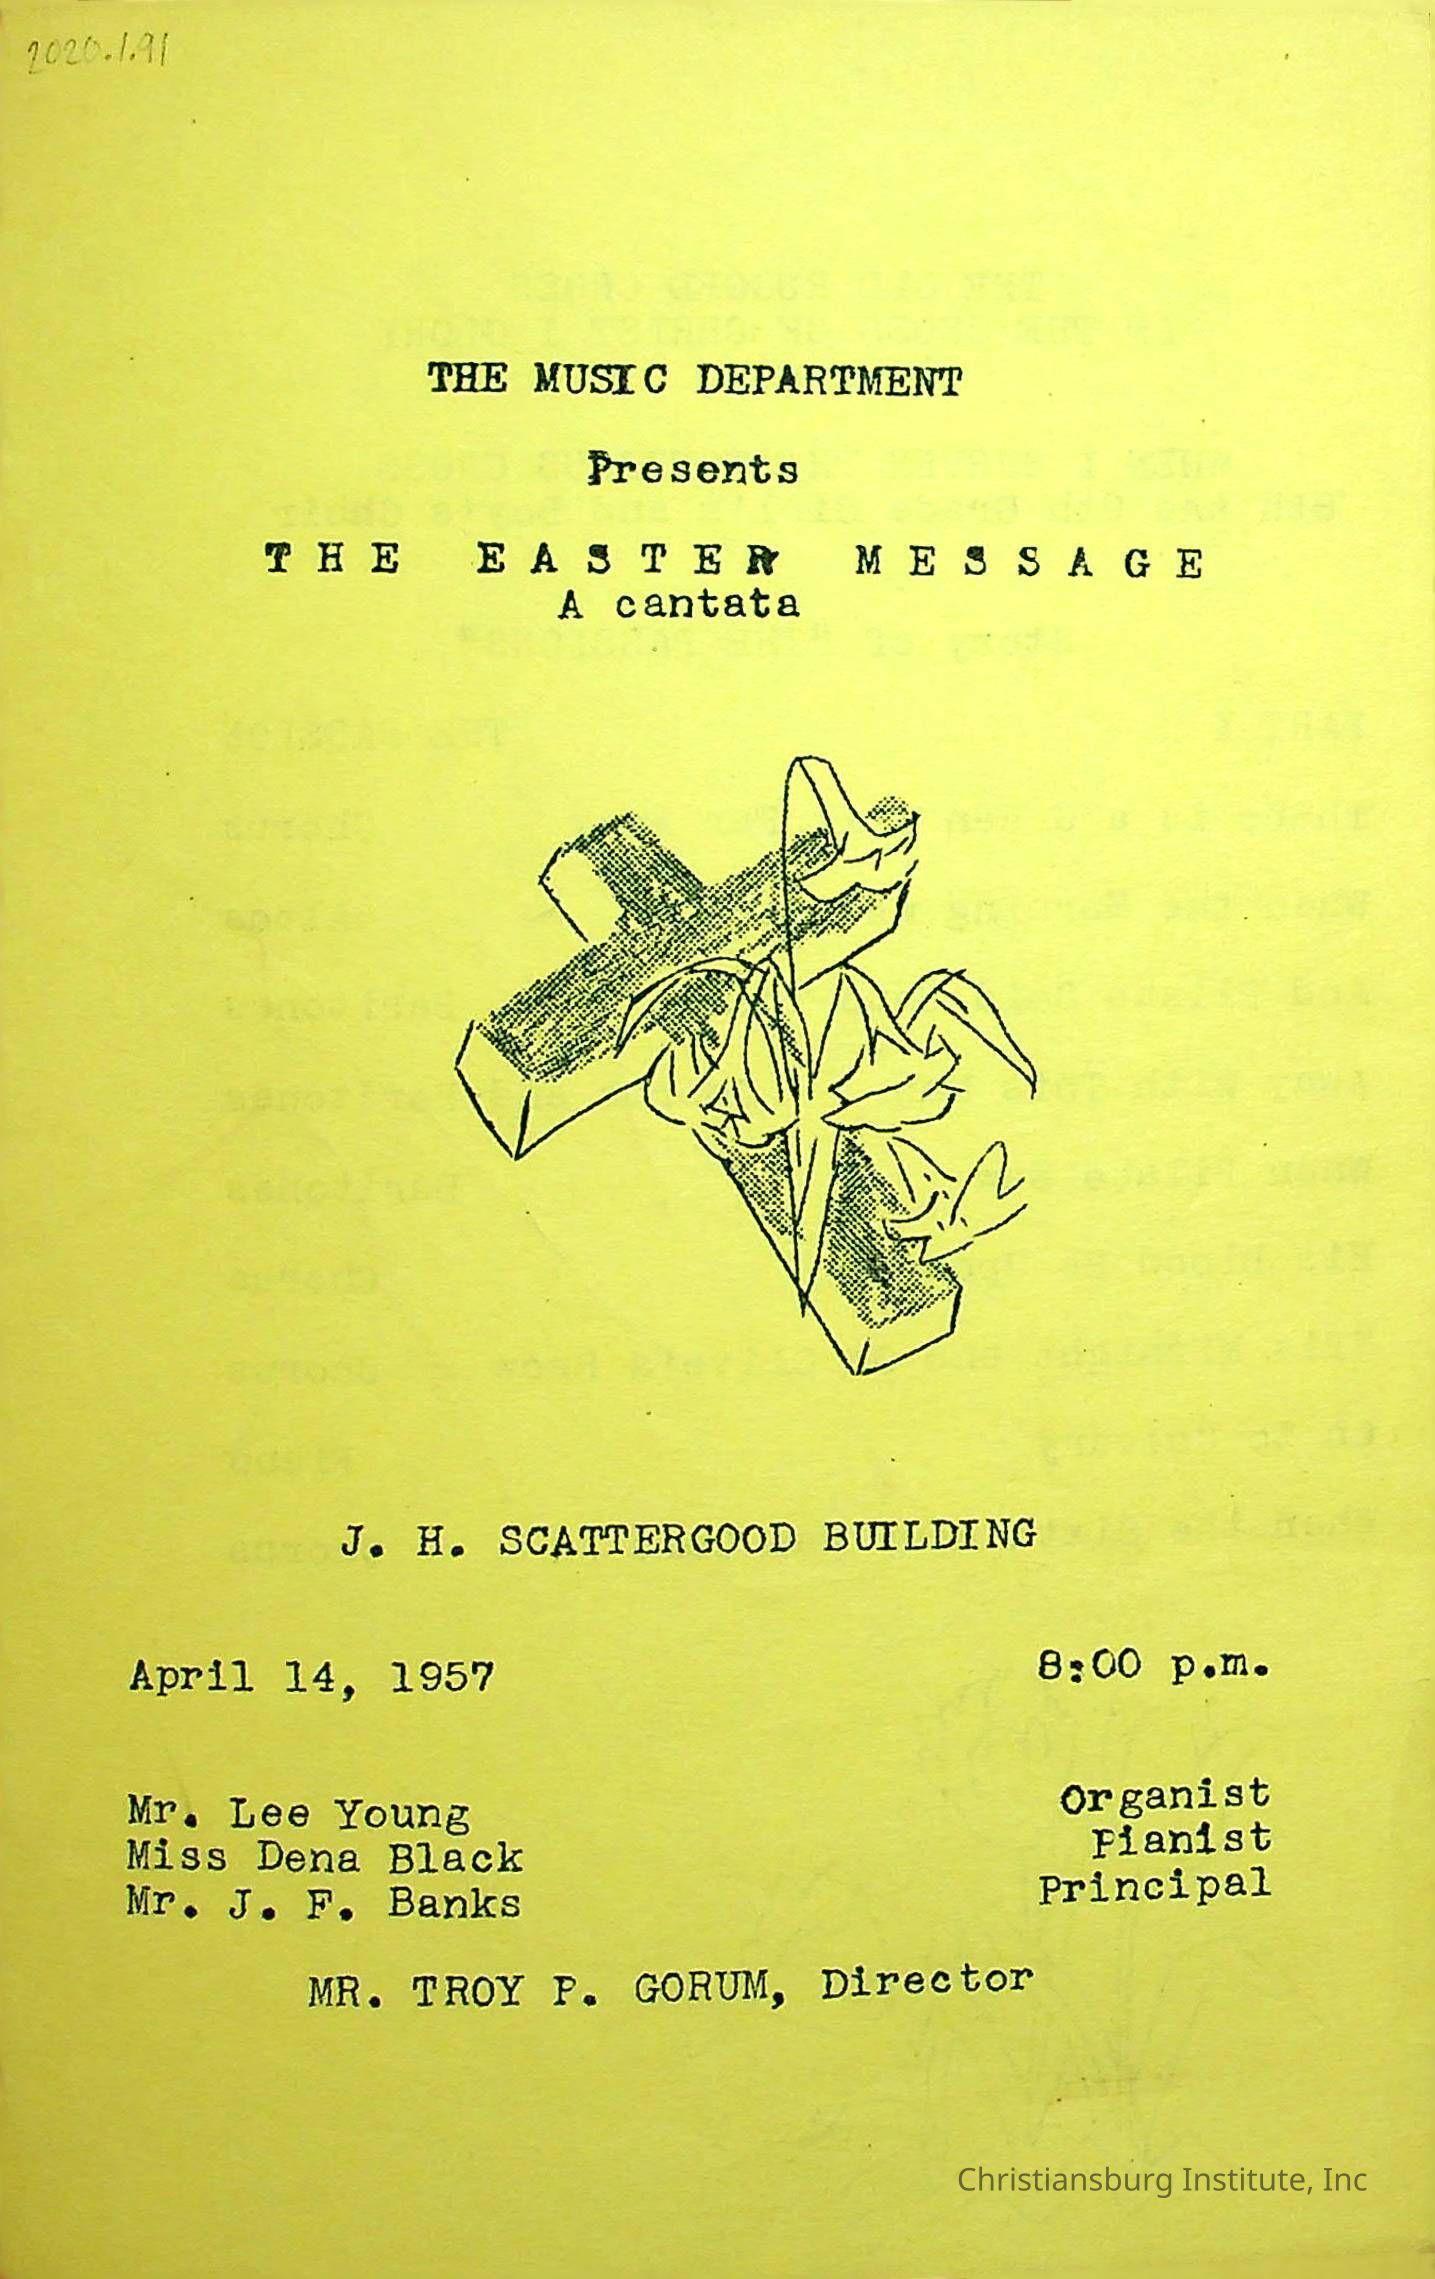 2020.1.91
THE MUSIC DEPARTMENT
Presents
THE EASTER MESSAGE
A cantata
J. H. SCATTERGOOD BUILDING
April 14, 1957 8:00 p.m.
Mr. Lee Young Organist
Miss Dena Black Pianist
Mr. J. F. Banks Principal
MR. TROY P. GORUM, Director
Christiansburg Institute, Inc